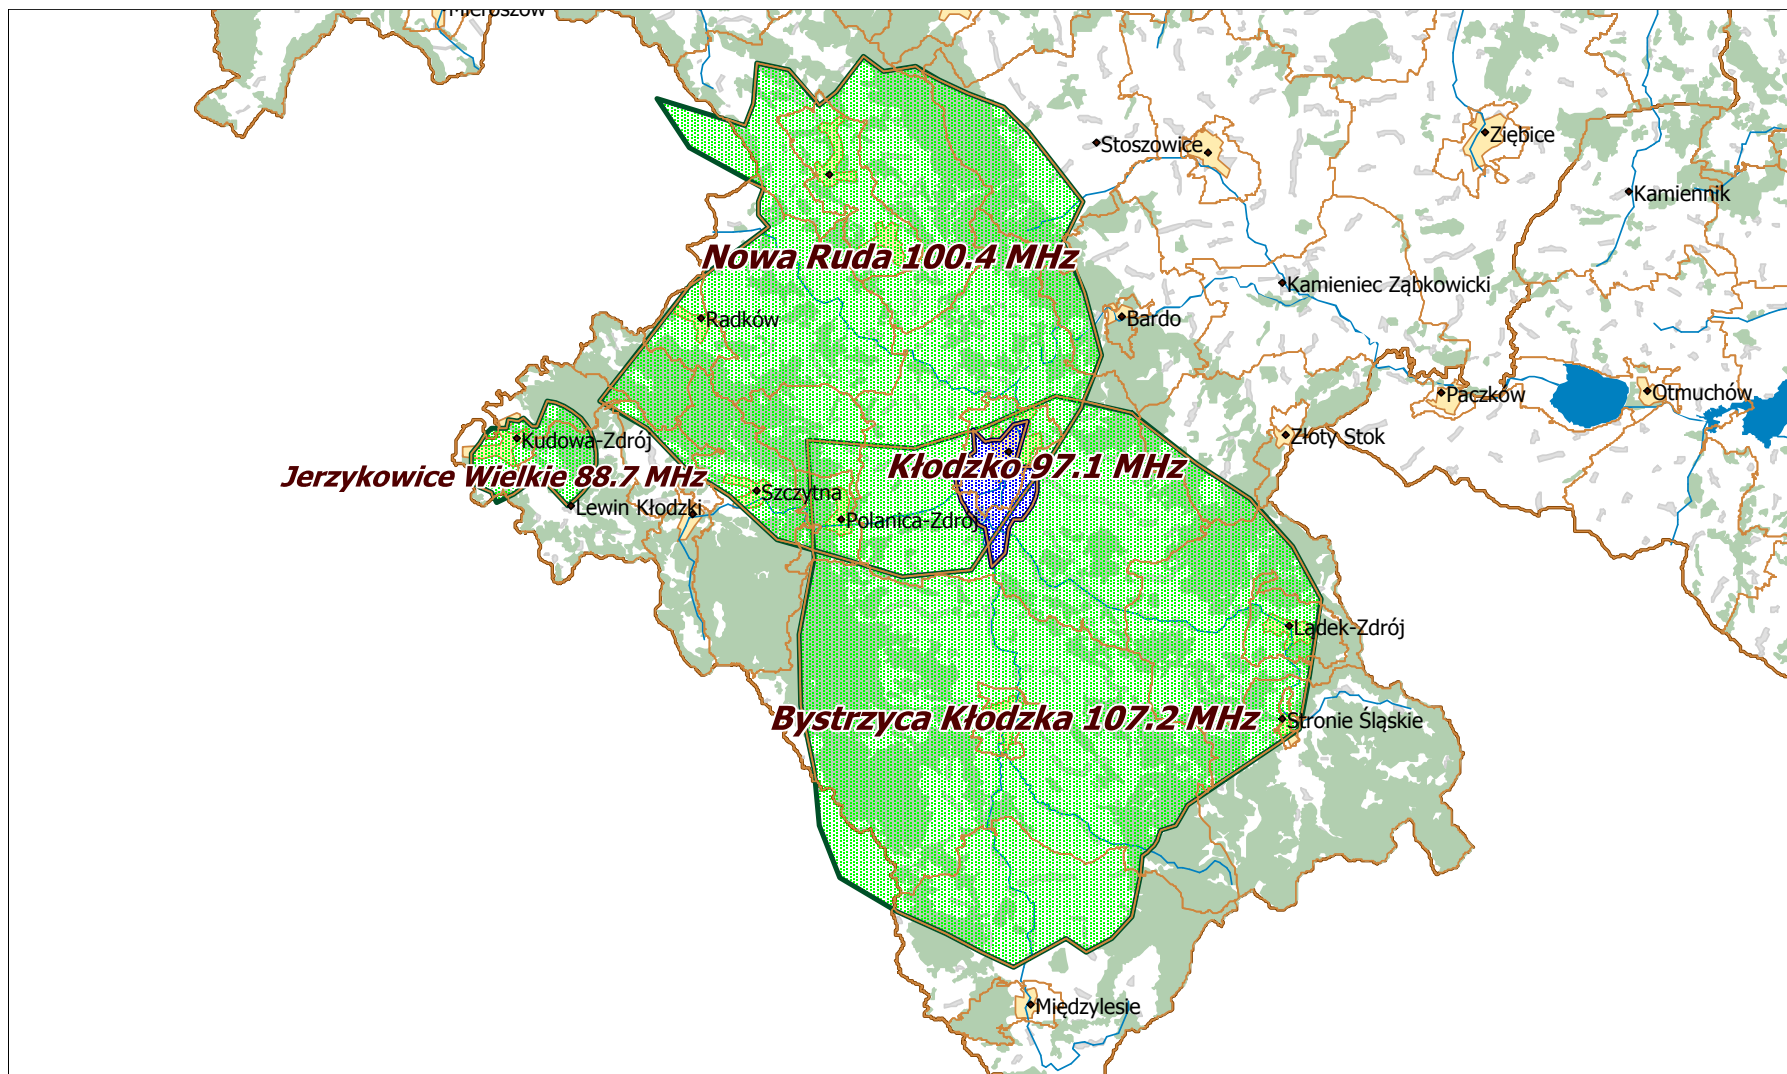 Mieroszów
Stoszowice
Ziębice
Kamiennik
Nowa Ruda 100.4 MHz
Kamieniec Ząbkowicki
Radków
Bardo
Paczków
Otmuchów
Kudowa-Zdrój
Złoty Stok
Kłodzko 97.1 MHz
Jerzykowice Wielkie 88.7 MHz
Szczytna
Lewin Kłodzki
Polanica-Zdrój
Lądek-Zdrój
Bystrzyca Kłodzka 107.2 MHz
Stronie Śląskie
Międzylesie